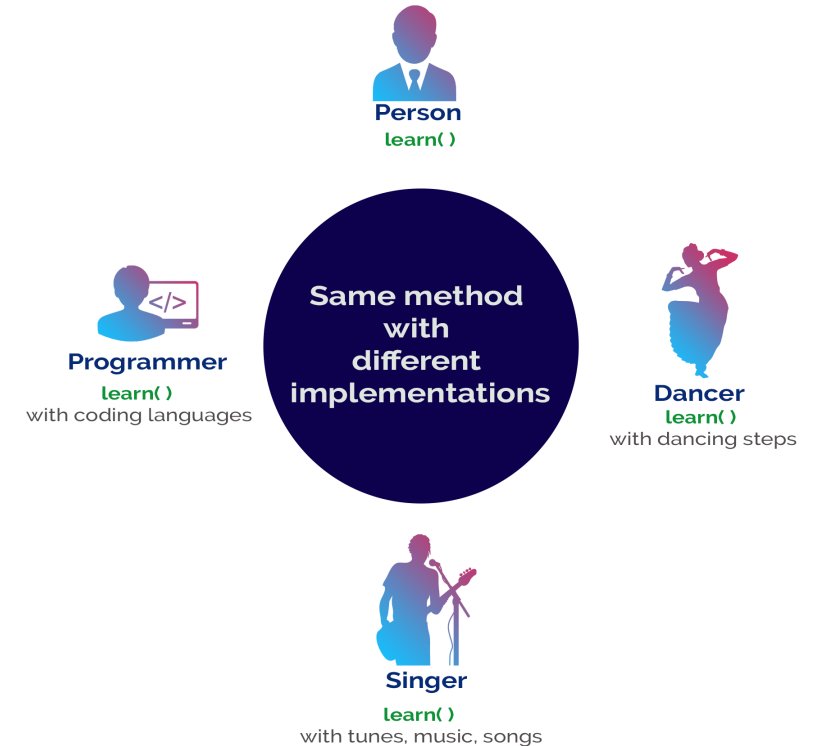 Person
learn( )
Same method
with
different
implementations
</>
Programmer
learn( )
with coding languages
Dancer
learn( )
with dancing steps
Singer
learn( )
with tunes, music, songs